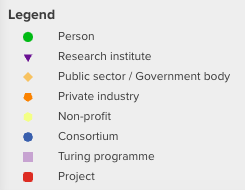 Legend
Person
Research institute
Public sector / Government body
Private industry
Non-profit
Consortium
Turing programme
Project